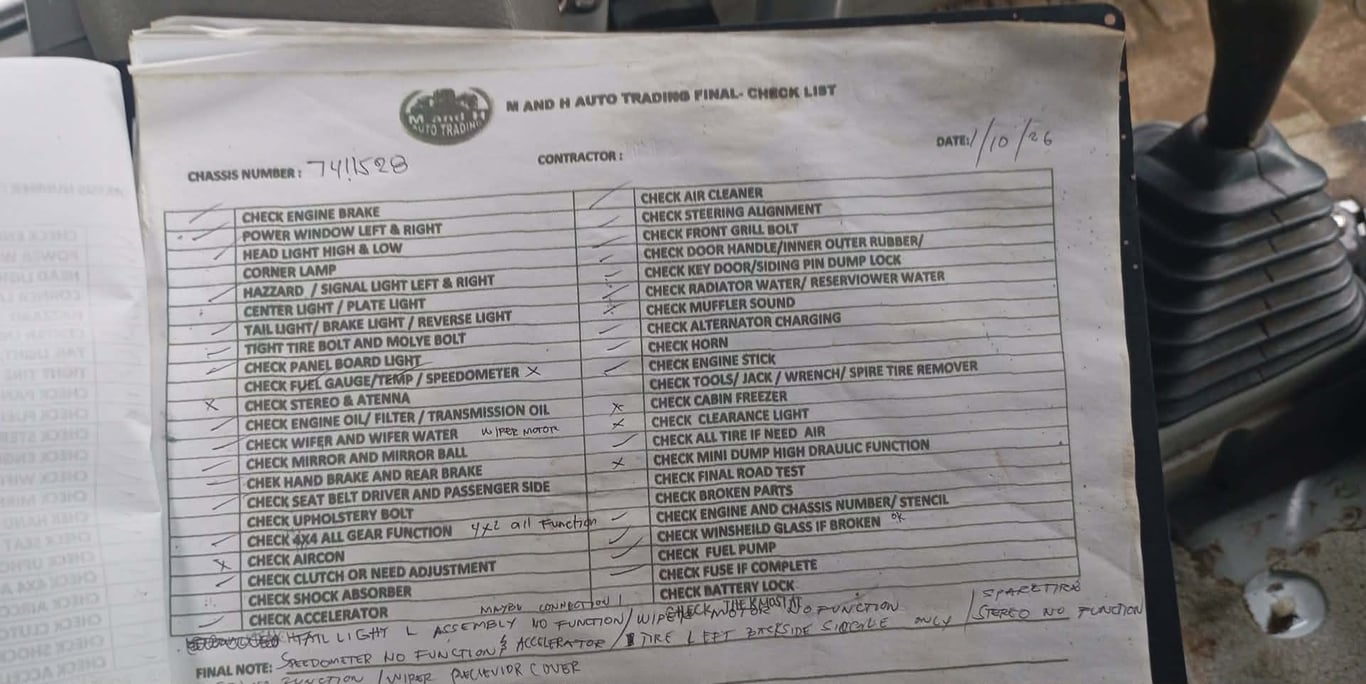 M and H
AUTO TRADING
M AND H AUTO TRADING FINAL- CHECK LIST
DATE: 1/10/26
CHASSIS NUMBER : 7411528
CONTRACTOR :
CHECK ENGINE BRAKE
POWER WINDOW LEFT & RIGHT
HEAD LIGHT HIGH & LOW
CORNER LAMP
HAZZARD / SIGNAL LIGHT LEFT & RIGHT
CENTER LIGHT / PLATE LIGHT
TAIL LIGHT/ BRAKE LIGHT / REVERSE LIGHT
TIGHT TIRE BOLT AND MOLYE BOLT
CHECK PANEL BOARD LIGHT
CHECK FUEL GAUGE/TEMP / SPEEDOMETER X
X CHECK STEREO & ATENNA
CHECK ENGINE OIL/ FILTER / TRANSMISSION OIL
CHECK WIFER AND WIFER WATER WIPER MOTOR
CHECK MIRROR AND MIRROR BALL
CHEK HAND BRAKE AND REAR BRAKE
CHECK SEAT BELT DRIVER AND PASSENGER SIDE
CHECK UPHOLSTERY BOLT
CHECK 4X4 ALL GEAR FUNCTION 4x2 all Function
X CHECK AIRCON
CHECK CLUTCH OR NEED ADJUSTMENT
CHECK SHOCK ABSORBER
CHECK ACCELERATOR
CHECK AIR CLEANER
CHECK STEERING ALIGNMENT
CHECK FRONT GRILL BOLT
CHECK DOOR HANDLE/INNER OUTER RUBBER/
CHECK KEY DOOR/SIDING PIN DUMP LOCK
CHECK RADIATOR WATER/ RESERVIOWER WATER
CHECK MUFFLER SOUND
CHECK ALTERNATOR CHARGING
CHECK HORN
CHECK ENGINE STICK
CHECK TOOLS/ JACK / WRENCH/ SPIRE TIRE REMOVER
X CHECK CABIN FREEZER
X CHECK CLEARANCE LIGHT
CHECK ALL TIRE IF NEED AIR
X CHECK MINI DUMP HIGH DRAULIC FUNCTION
CHECK FINAL ROAD TEST
CHECK BROKEN PARTS
CHECK ENGINE AND CHASSIS NUMBER/ STENCIL
CHECK WINSHEILD GLASS IF BROKEN OK
CHECK FUEL PUMP
CHECK FUSE IF COMPLETE
CHECK BATTERY LOCK
MAYBE CONNECTION!
TAIL LIGHT L ASSEMBLY NO FUNCTION/WIPER MOTOR NO FUNCTION / SPARE TIRE
FINAL NOTE: SPEEDOMETER NO FUNCTION & ACCELERATOR / TIRE LEFT BACKSIDE SINGLE ONLY / STEREO NO FUNCTION
FUNCTION / WIPER COVER